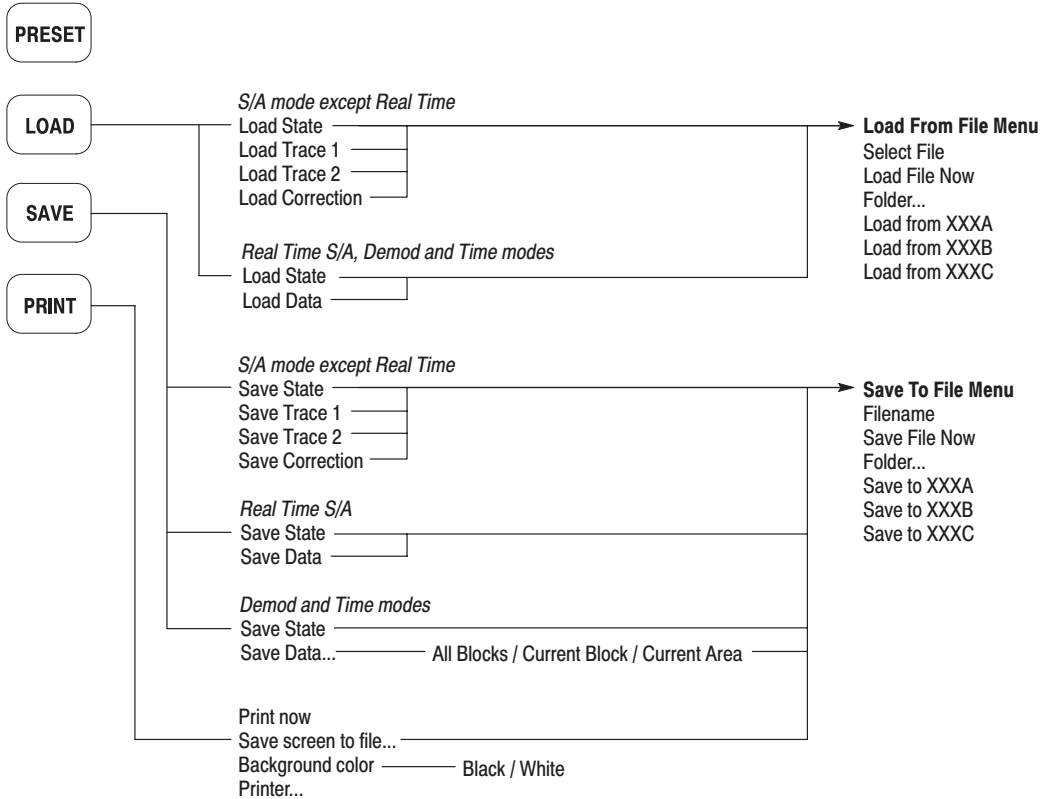 PRESET
LOAD
SAVE
PRINT
S/A mode except Real Time
Load State
Load Trace 1
Load Trace 2
Load Correction
Real Time S/A, Demod and Time modes
Load State
Load Data
Load From File Menu
Select File
Load File Now
Folder...
Load from XXXA
Load from XXXB
Load from XXXC
S/A mode except Real Time
Save State
Save Trace 1
Save Trace 2
Save Correction
Real Time S/A
Save State
Save Data
Demod and Time modes
Save State
Save Data... All Blocks / Current Block / Current Area
Save To File Menu
Filename
Save File Now
Folder...
Save to XXXA
Save to XXXB
Save to XXXC
Print now
Save screen to file...
Background color Black / White
Printer...